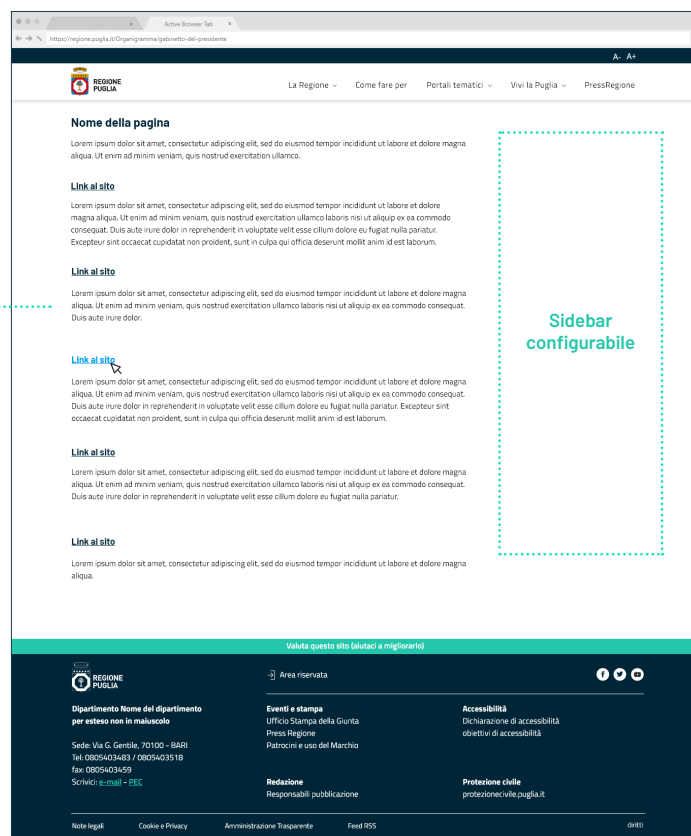 Active Browser Tab
https://regione.puglia.it/Organigramma/gabinetto-del-presidente
A- A+
REGIONE
PUGLIA
La Regione Come fare per Portali tematici Vivi la Puglia PressRegione
Nome della pagina
Lorem ipsum dolor sit amet, consectetur adipiscing elit, sed do eiusmod tempor incididunt ut labore et dolore magna
aliqua. Ut enim ad minim veniam, quis nostrud exercitation ullamco.
Link al sito
Lorem ipsum dolor sit amet, consectetur adipiscing elit, sed do eiusmod tempor incididunt ut labore et dolore
magna aliqua. Ut enim ad minim veniam, quis nostrud exercitation ullamco laboris nisi ut aliquip ex ea commodo
consequat. Duis aute irure dolor in reprehenderit in voluptate velit esse cillum dolore eu fugiat nulla pariatur.
Excepteur sint occaecat cupidatat non proident, sunt in culpa qui officia deserunt mollit anim id est laborum.
Link al sito
Lorem ipsum dolor sit amet, consectetur adipiscing elit, sed do eiusmod tempor incididunt ut labore et dolore magna
aliqua. Ut enim ad minim veniam, quis nostrud exercitation ullamco laboris nisi ut aliquip ex ea commodo consequat.
Duis aute irure dolor.
Link al sito
Lorem ipsum dolor sit amet, consectetur adipiscing elit, sed do eiusmod tempor incididunt ut labore et dolore magna
aliqua. Ut enim ad minim veniam, quis nostrud exercitation ullamco laboris nisi ut aliquip ex ea commodo consequat.
Duis aute irure dolor in reprehenderit in voluptate velit esse cillum dolore eu fugiat nulla pariatur. Excepteur sint
occaecat cupidatat non proident, sunt in culpa qui officia deserunt mollit anim id est laborum.
Link al sito
Lorem ipsum dolor sit amet, consectetur adipiscing elit, sed do eiusmod tempor incididunt ut labore et dolore magna
aliqua. Ut enim ad minim veniam, quis nostrud exercitation ullamco laboris nisi ut aliquip ex ea commodo consequat.
Duis aute irure dolor in reprehenderit in voluptate velit esse cillum dolore eu fugiat nulla pariatur.
Link al sito
Lorem ipsum dolor sit amet, consectetur adipiscing elit, sed do eiusmod tempor incididunt ut labore et dolore magna
aliqua.
Sidebar
configurabile
Valuta questo sito (aiutaci a migliorarlo)
REGIONE
PUGLIA
Area riservata
Dipartimento Nome del dipartimento
per esteso non in maiuscolo
Sede: Via G. Gentile, 70100 - BARI
Tel: 0805403483 / 0805403518
fax: 0805403459
Scrivici: e-mail - PEC
Eventi e stampa
Ufficio Stampa della Giunta
Press Regione
Patrocini e uso del Marchio
Redazione
Responsabili pubblicazione
Accessibilità
Dichiarazione di accessibilità
obiettivi di accessibilità
Protezione civile
protezionecivile.puglia.it
Note legali Cookie e Privacy Amministrazione Trasparente Feed RSS diritti